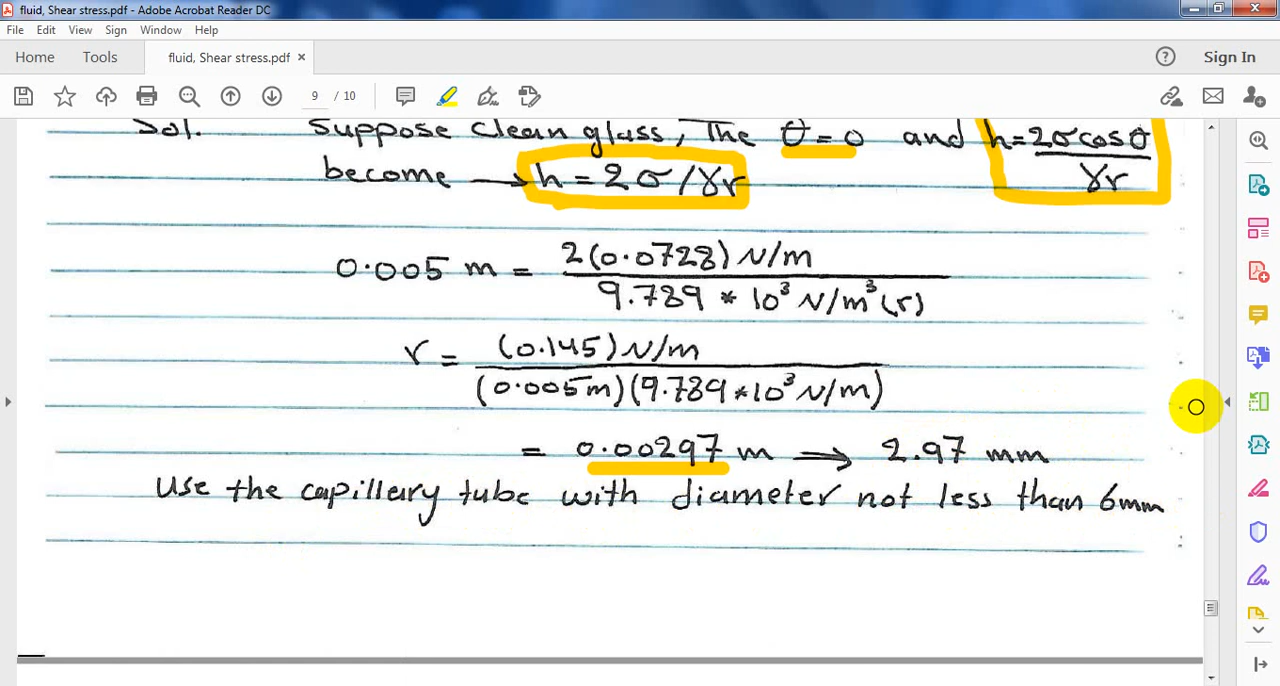 fluid, Shear stress.pdf - Adobe Acrobat Reader DC
File Edit View Sign Window Help
Home Tools fluid, Shear stress.pdf × ? Sign In
9 / 10
Sol. Suppose clean glass, The θ = 0 and h = 2σcosθ / γr
become → h = 2σ/γr
0.005 m = 2(0.0728) N/m / 9.789 * 10³ N/m³ (r)
r = (0.145) N/m / (0.005m)(9.789 * 10³ N/m)
= 0.00297 m → 2.97 mm
Use the capillary tube with diameter not less than 6mm